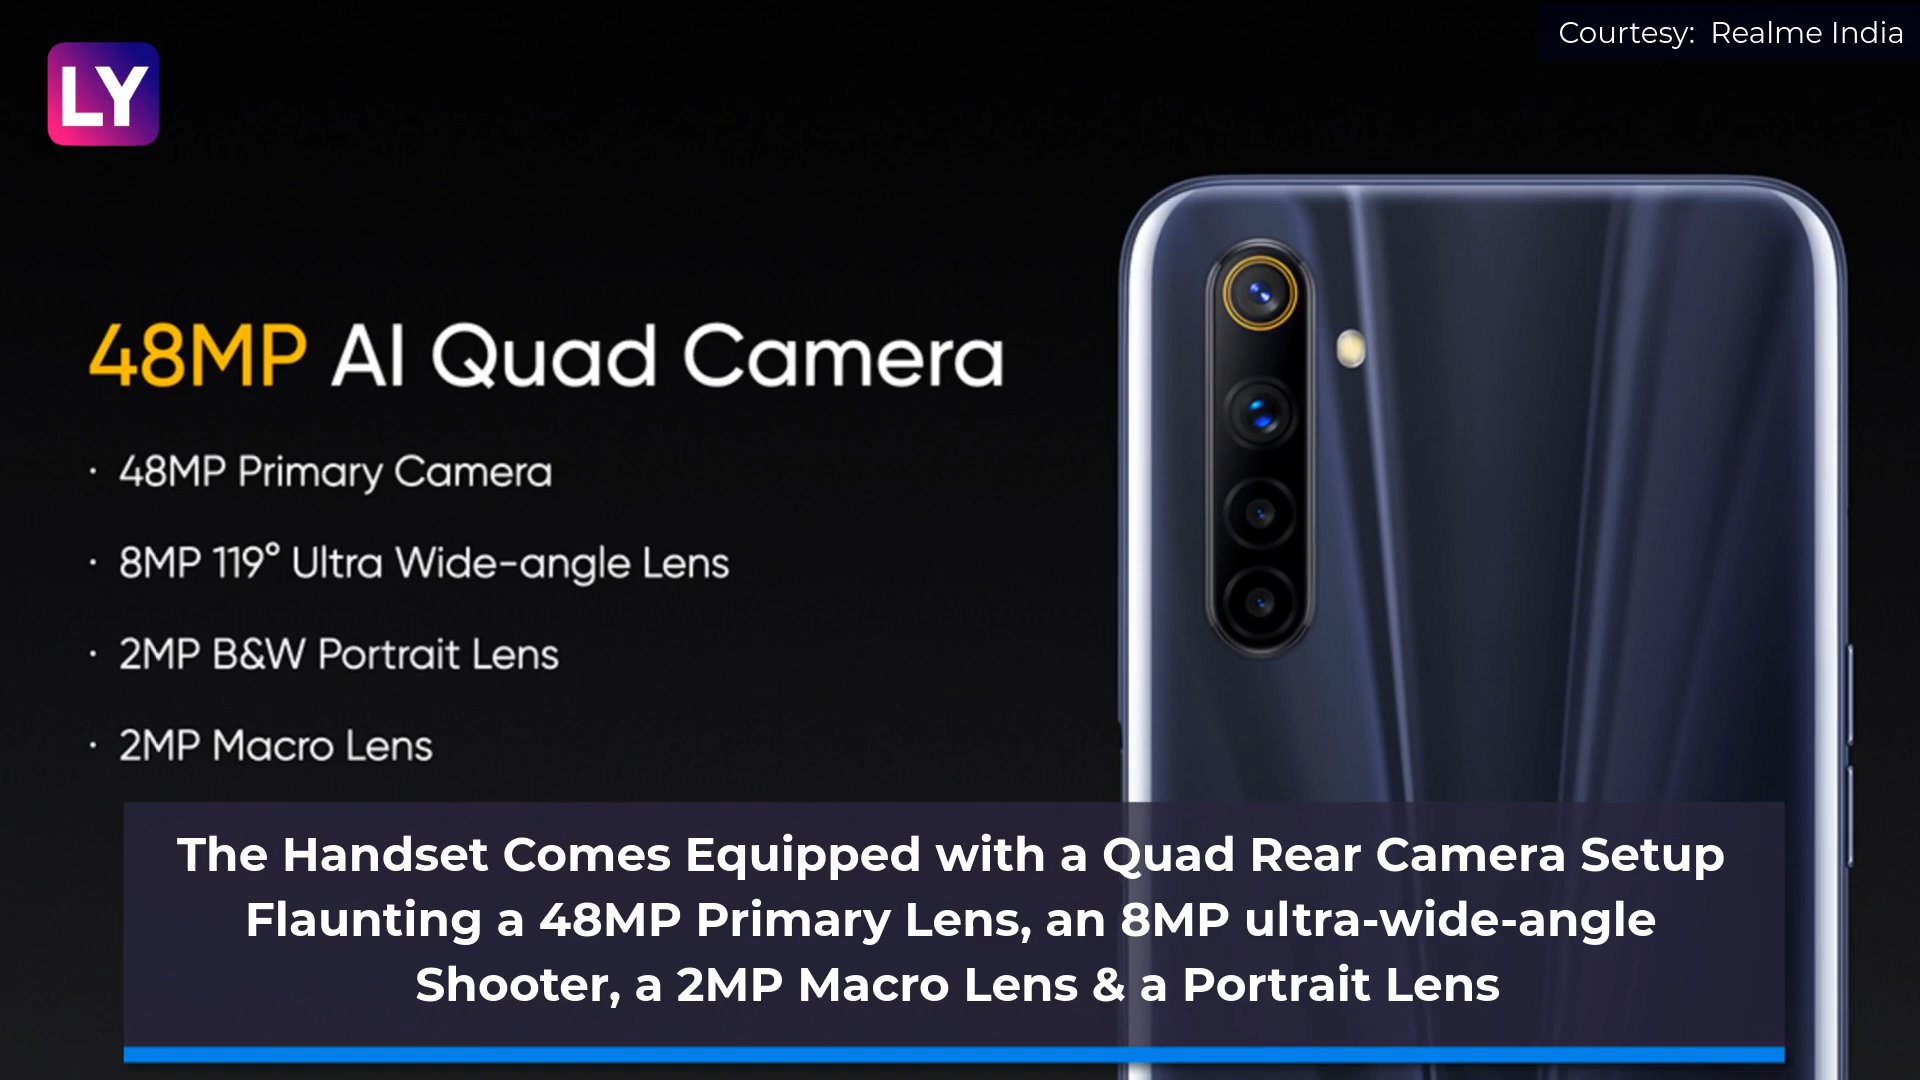 Courtesy: Realme India
LY
48MP AI Quad Camera
· 48MP Primary Camera
· 8MP 119° Ultra Wide-angle Lens
· 2MP B&W Portrait Lens
· 2MP Macro Lens
The Handset Comes Equipped with a Quad Rear Camera Setup
Flaunting a 48MP Primary Lens, an 8MP ultra-wide-angle
Shooter, a 2MP Macro Lens & a Portrait Lens